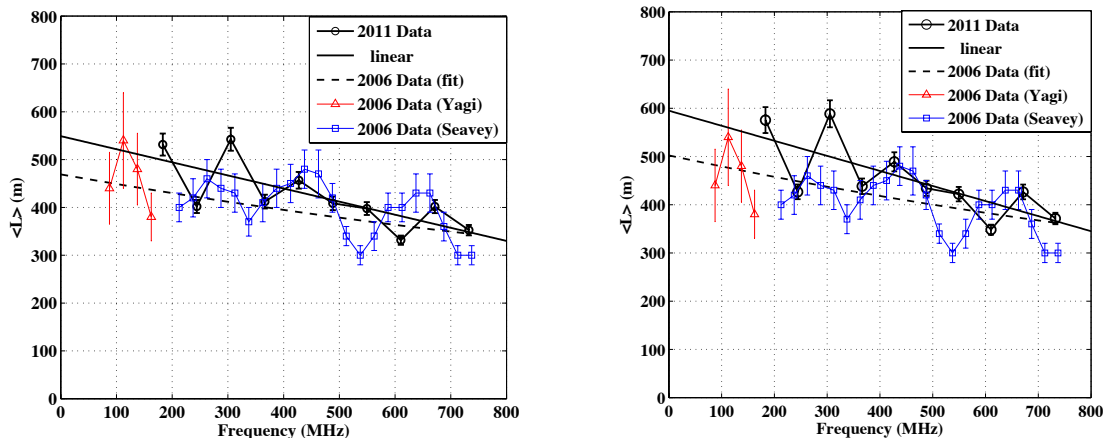 800
700
600
500
400
300
200
100
0
<L> (m)
0 100 200 300 400 500 600 700 800
Frequency (MHz)
2011 Data
linear
2006 Data (fit)
2006 Data (Yagi)
2006 Data (Seavey)
800
700
600
500
400
300
200
100
0
<L> (m)
0 100 200 300 400 500 600 700 800
Frequency (MHz)
2011 Data
linear
2006 Data (fit)
2006 Data (Yagi)
2006 Data (Seavey)